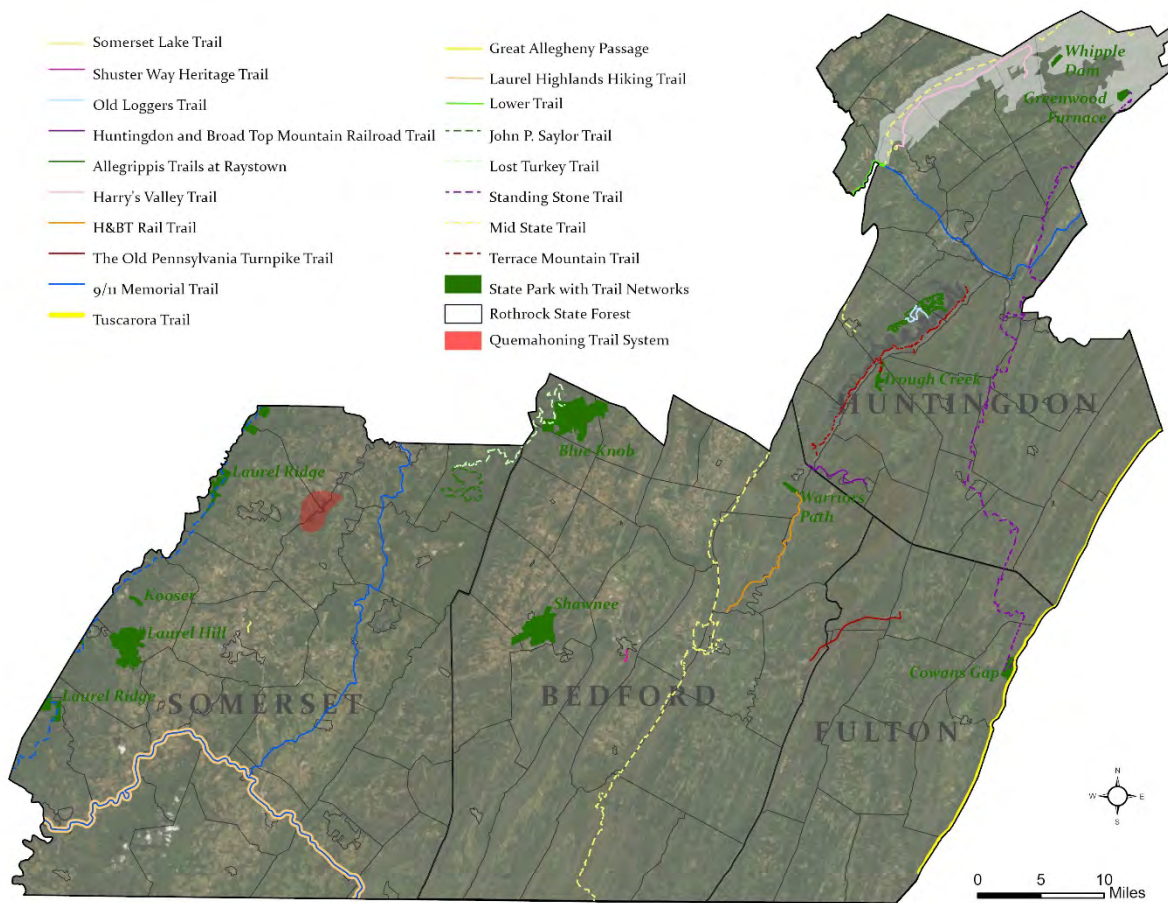 Somerset Lake Trail
Shuster Way Heritage Trail
Old Loggers Trail
Huntingdon and Broad Top Mountain Railroad Trail
Allegrippis Trails at Raystown
Harry's Valley Trail
H&BT Rail Trail
The Old Pennsylvania Turnpike Trail
9/11 Memorial Trail
Tuscarora Trail
Great Allegheny Passage
Laurel Highlands Hiking Trail
Lower Trail
John P. Saylor Trail
Lost Turkey Trail
Standing Stone Trail
Mid State Trail
Terrace Mountain Trail
State Park with Trail Networks
Rothrock State Forest
Quemahoning Trail System
Whipple
Dam
Greenwood
Furnace
Trough Creek
HUNTINGDON
Blue Knob
Laurel Ridge
Warriors
Path
Kooser
Shawnee
Laurel Hill
Cowans Gap
Laurel Ridge
SOMERSET
BEDFORD
FULTON
N
W
E
S
0
5
10
Miles